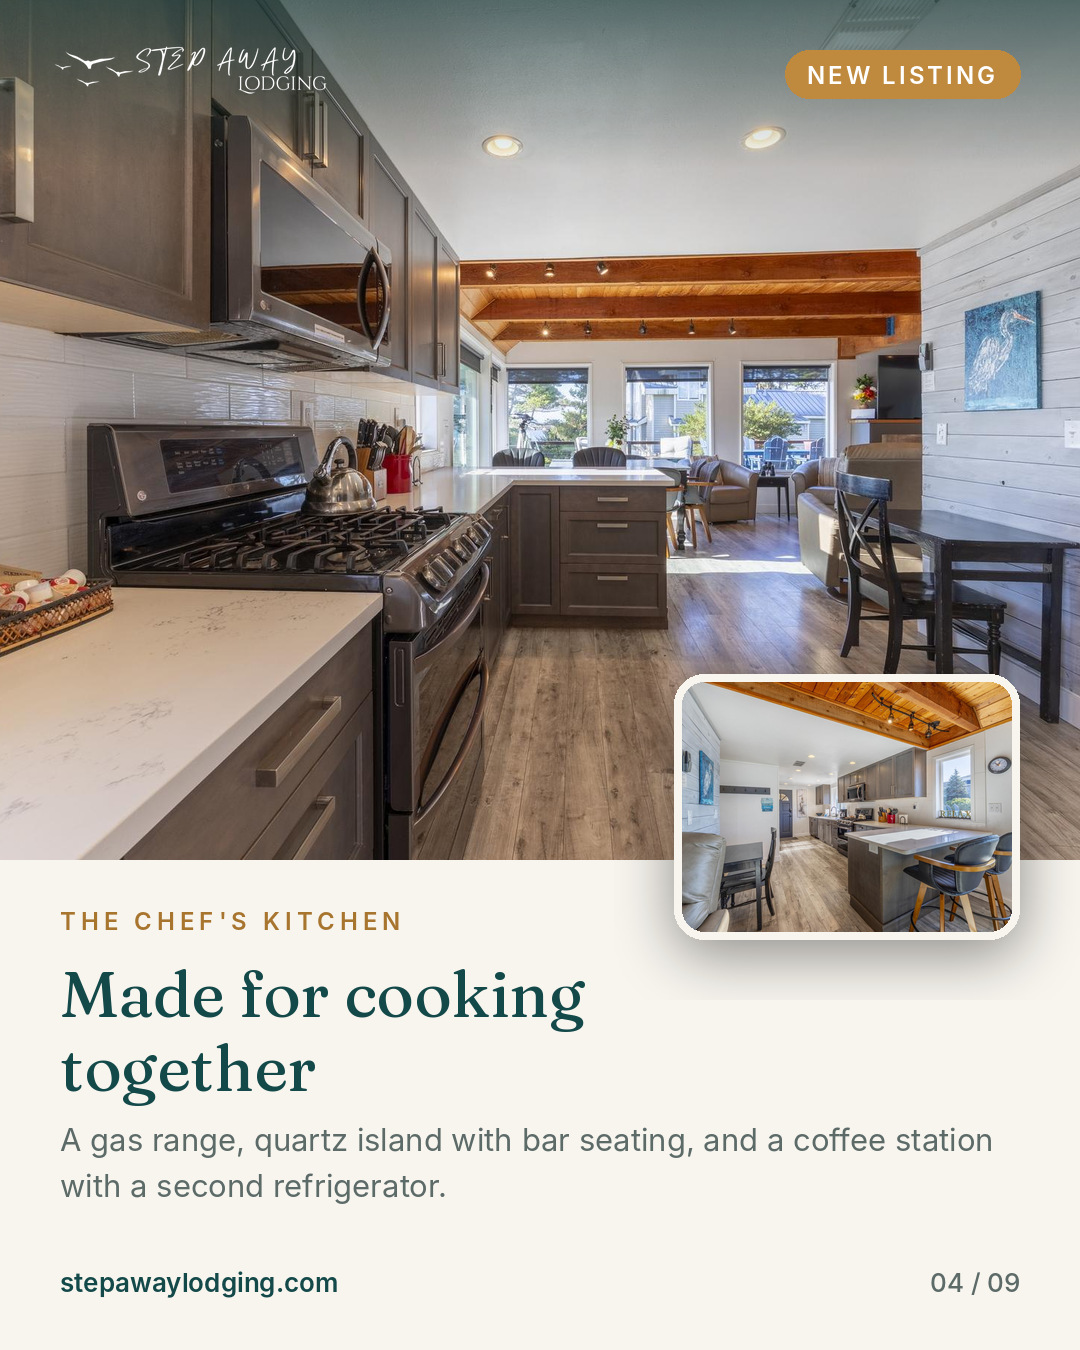 STEP AWAY
LODGING
NEW LISTING
THE CHEF'S KITCHEN
Made for cooking
together
A gas range, quartz island with bar seating, and a coffee station
with a second refrigerator.
stepawaylodging.com
04 / 09